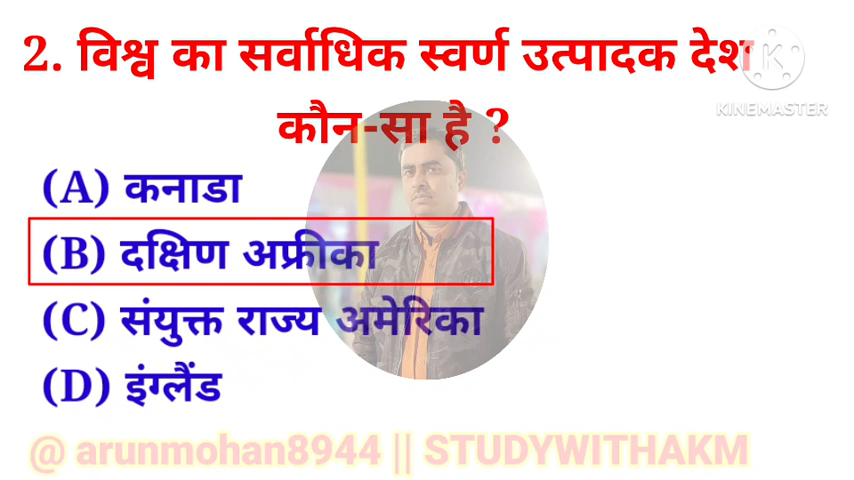 2. विश्व का सर्वाधिक स्वर्ण उत्पादक देश
K
KINEMASTER
कौन-सा है ?
(A) कनाडा
(B) दक्षिण अफ्रीका
(C) संयुक्त राज्य अमेरिका
(D) इंग्लैंड
@ arunmohan8944 || STUDYWITHAKM